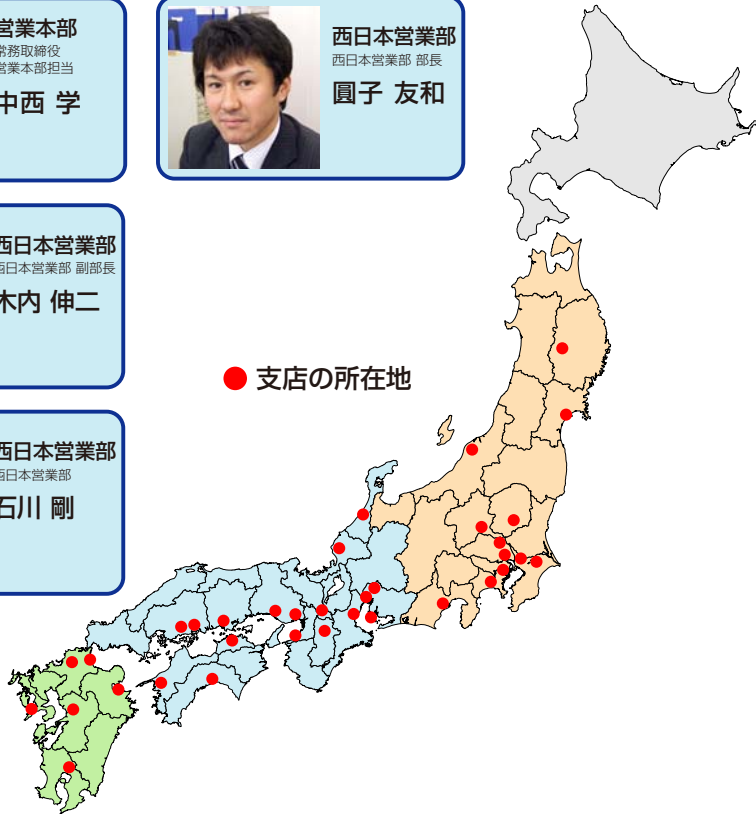 営業本部
常務取締役
営業本部担当
中西 学
西日本営業部
西日本営業部 部長
圓子 友和
西日本営業部
西日本営業部 副部長
木内 伸二
支店の所在地
西日本営業部
西日本営業部
石川 剛